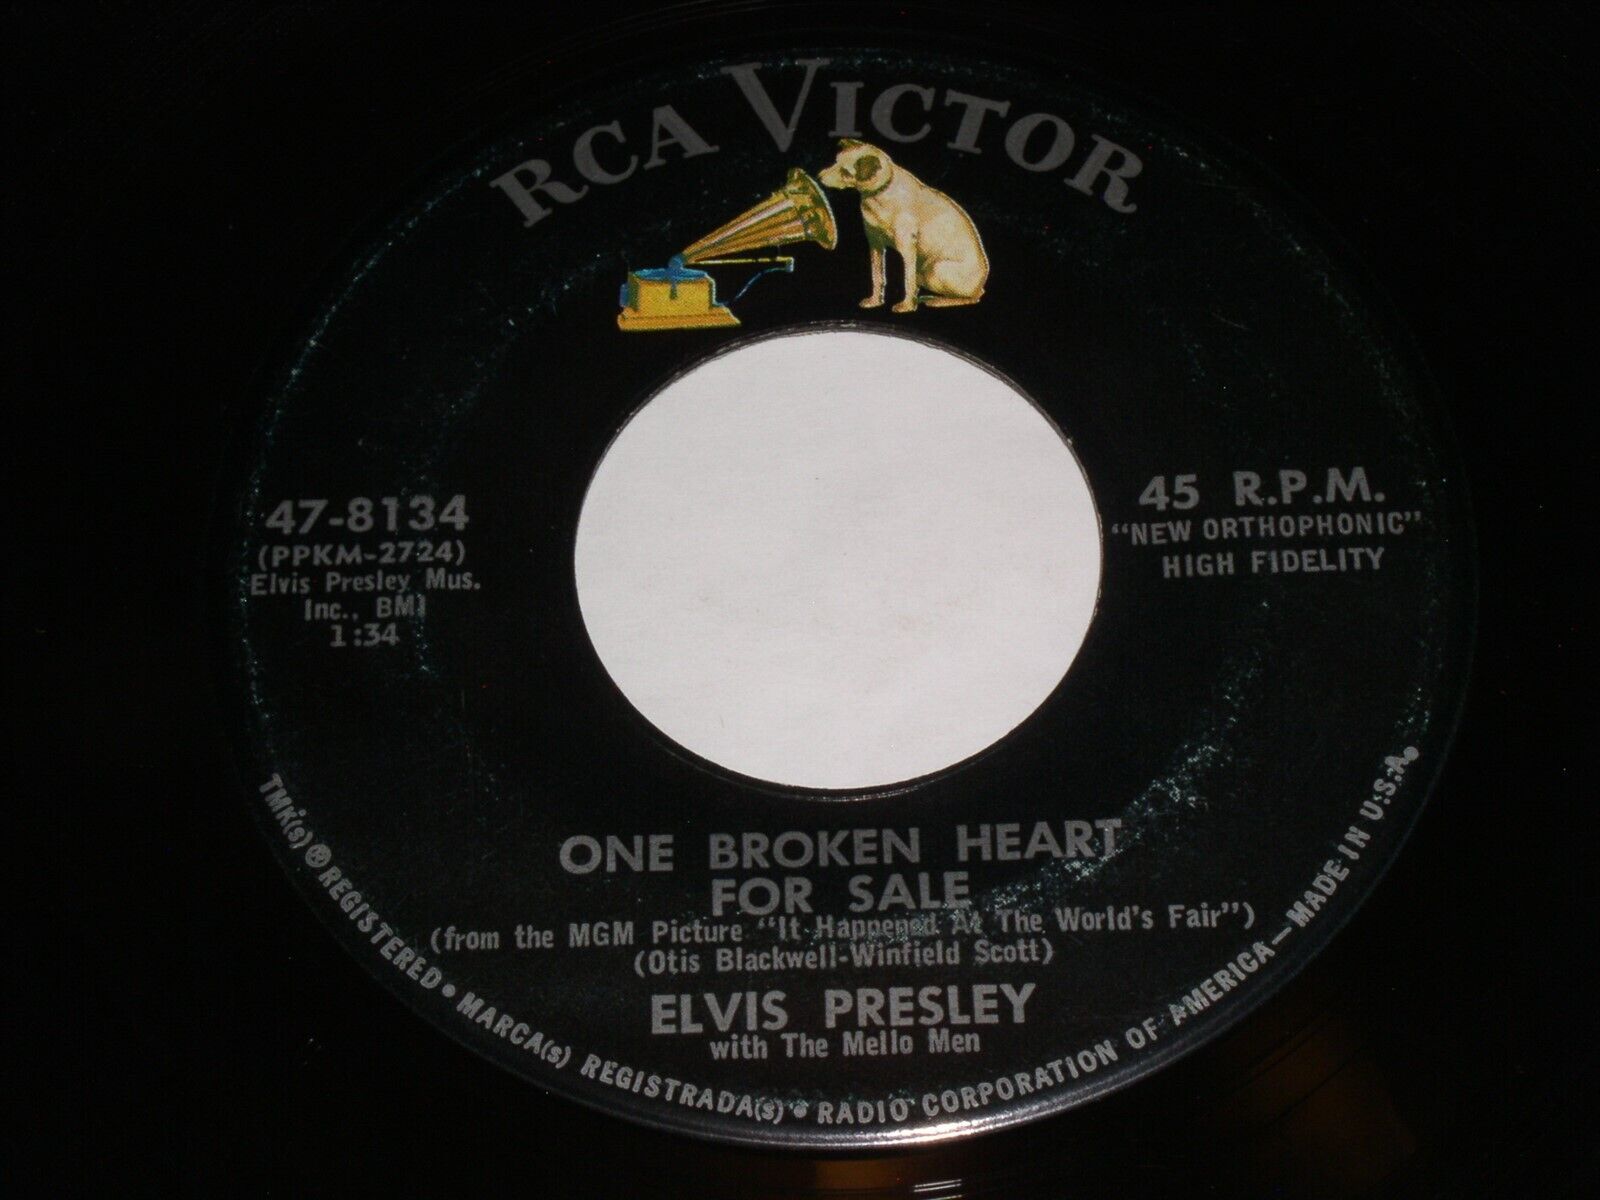 RCA VICTOR
47-8134
(PPKM-2724)
Elvis Presley Mus.
Inc., BMI
1:34
45 R.P.M.
"NEW ORTHOPHONIC"
HIGH FIDELITY
ONE BROKEN HEART
FOR SALE
(from the MGM Picture "It Happened At The World's Fair")
(Otis Blackwell-Winfield Scott)
ELVIS PRESLEY
with The Mello Men
TMK(s) ® REGISTERED • MARCA(s) REGISTRADA(s) • RADIO CORPORATION OF AMERICA—MADE IN U.S.A.